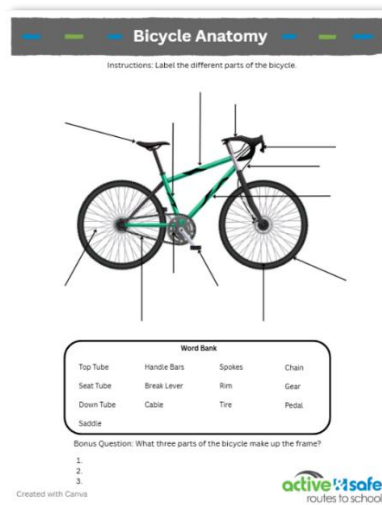 Bicycle Anatomy
Instructions: Label the different parts of the bicycle.
Word Bank
Top Tube Handle Bars Spokes Chain
Seat Tube Break Lever Rim Gear
Down Tube Cable Tire Pedal
Saddle
Bonus Question: What three parts of the bicycle make up the frame?
1.
2.
3.
Created with Canva
active & safe
routes to school